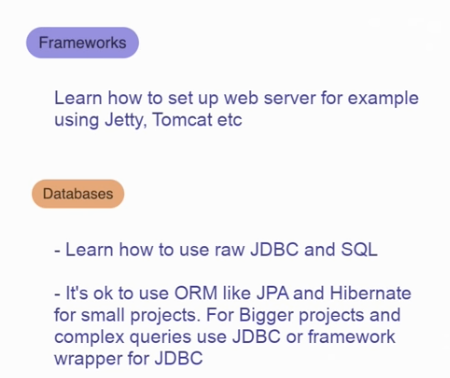 Frameworks
Learn how to set up web server for example
using Jetty, Tomcat etc
Databases
- Learn how to use raw JDBC and SQL
- It's ok to use ORM like JPA and Hibernate
for small projects. For Bigger projects and
complex queries use JDBC or framework
wrapper for JDBC